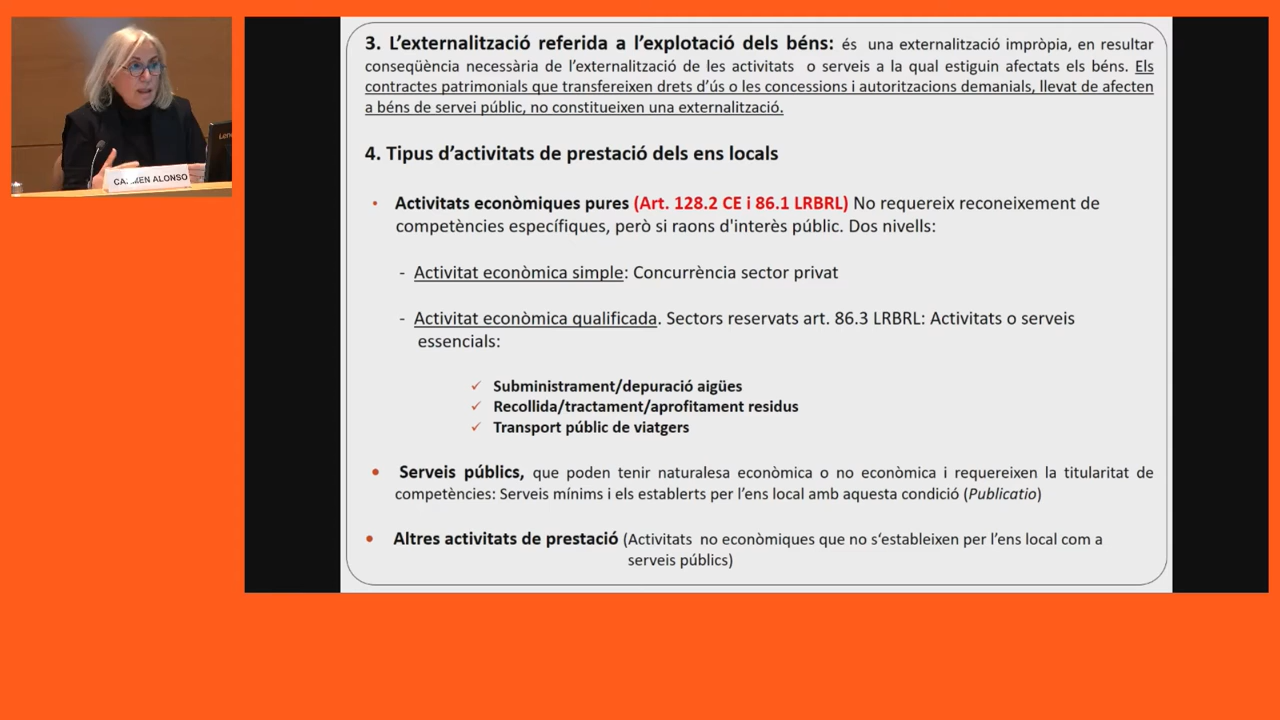 3. L’externalització referida a l’explotació dels béns: és una externalització impròpia, en resultar
conseqüència necessària de l’externalització de les activitats o serveis a la qual estiguin afectats els béns. Els
contractes patrimonials que transfereixen drets d’ús o les concessions i autoritzacions demanials, llevat de afecten
a béns de servei públic, no constitueixen una externalització.
4. Tipus d’activitats de prestació dels ens locals
• Activitats econòmiques pures (Art. 128.2 CE i 86.1 LRBRL) No requereix reconeixement de
competències específiques, però si raons d'interès públic. Dos nivells:
- Activitat econòmica simple: Concurrència sector privat
- Activitat econòmica qualificada. Sectors reservats art. 86.3 LRBRL: Activitats o serveis
essencials:
✓ Subministrament/depuració aigües
✓ Recollida/tractament/aprofitament residus
✓ Transport públic de viatgers
• Serveis públics, que poden tenir naturalesa econòmica o no econòmica i requereixen la titularitat de
competències: Serveis mínims i els establerts per l’ens local amb aquesta condició (Publicatio)
• Altres activitats de prestació (Activitats no econòmiques que no s‘estableixen per l’ens local com a
serveis públics)
ALONSO